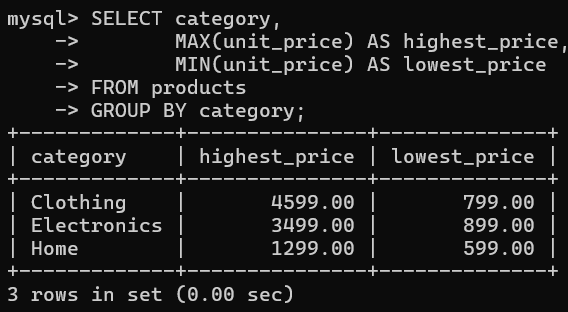 mysql> SELECT category,
    ->        MAX(unit_price) AS highest_price,
    ->        MIN(unit_price) AS lowest_price
    -> FROM products
    -> GROUP BY category;
+-------------+---------------+--------------+
| category    | highest_price | lowest_price |
+-------------+---------------+--------------+
| Clothing    |       4599.00 |       799.00 |
| Electronics |       3499.00 |       899.00 |
| Home        |       1299.00 |       599.00 |
+-------------+---------------+--------------+
3 rows in set (0.00 sec)